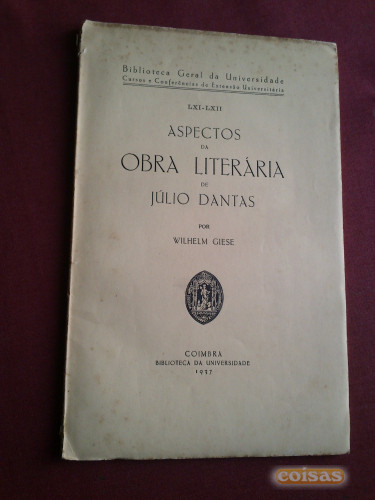 Biblioteca Geral da Universidade
Cursos e Conferências de Extensão Universitária
LXI-LXII
ASPECTOS
DA
OBRA LITERÁRIA
DE
JÚLIO DANTAS
POR
WILHELM GIESE
COIMBRA
BIBLIOTECA DA UNIVERSIDADE
1937
coisas